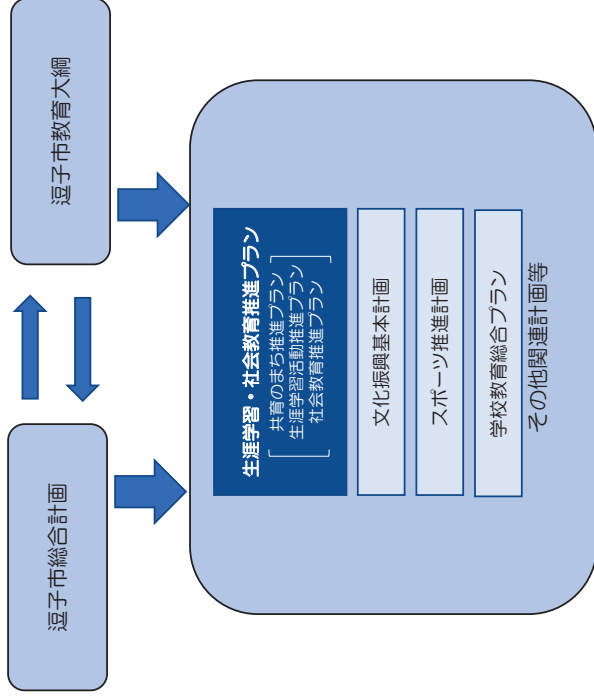 逗子市総合計画
逗子市教育大綱
生涯学習・社会教育推進プラン
共育のまち推進プラン
生涯学習活動推進プラン
社会教育推進プラン
文化振興基本計画
スポーツ推進計画
学校教育総合プラン
その他関連計画等